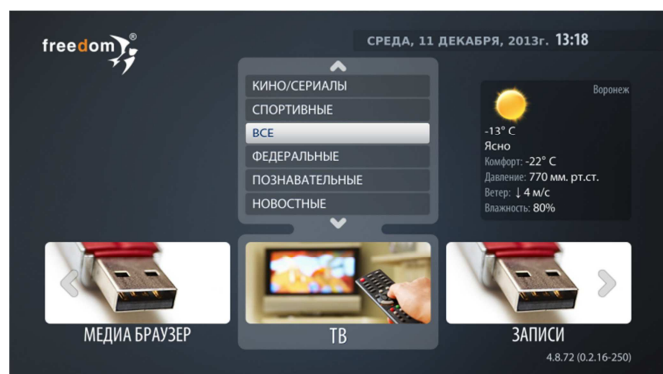 freedom®
СРЕДА, 11 ДЕКАБРЯ, 2013г. 13:18
КИНО/СЕРИАЛЫ
СПОРТИВНЫЕ
ВСЕ
ФЕДЕРАЛЬНЫЕ
ПОЗНАВАТЕЛЬНЫЕ
НОВОСТНЫЕ
Воронеж
-13° C
Ясно
Комфорт: -22° C
Давление: 770 мм. рт.ст.
Ветер: ↓ 4 м/с
Влажность: 80%
МЕДИА БРАУЗЕР
ТВ
ЗАПИСИ
4.8.72 (0.2.16-250)